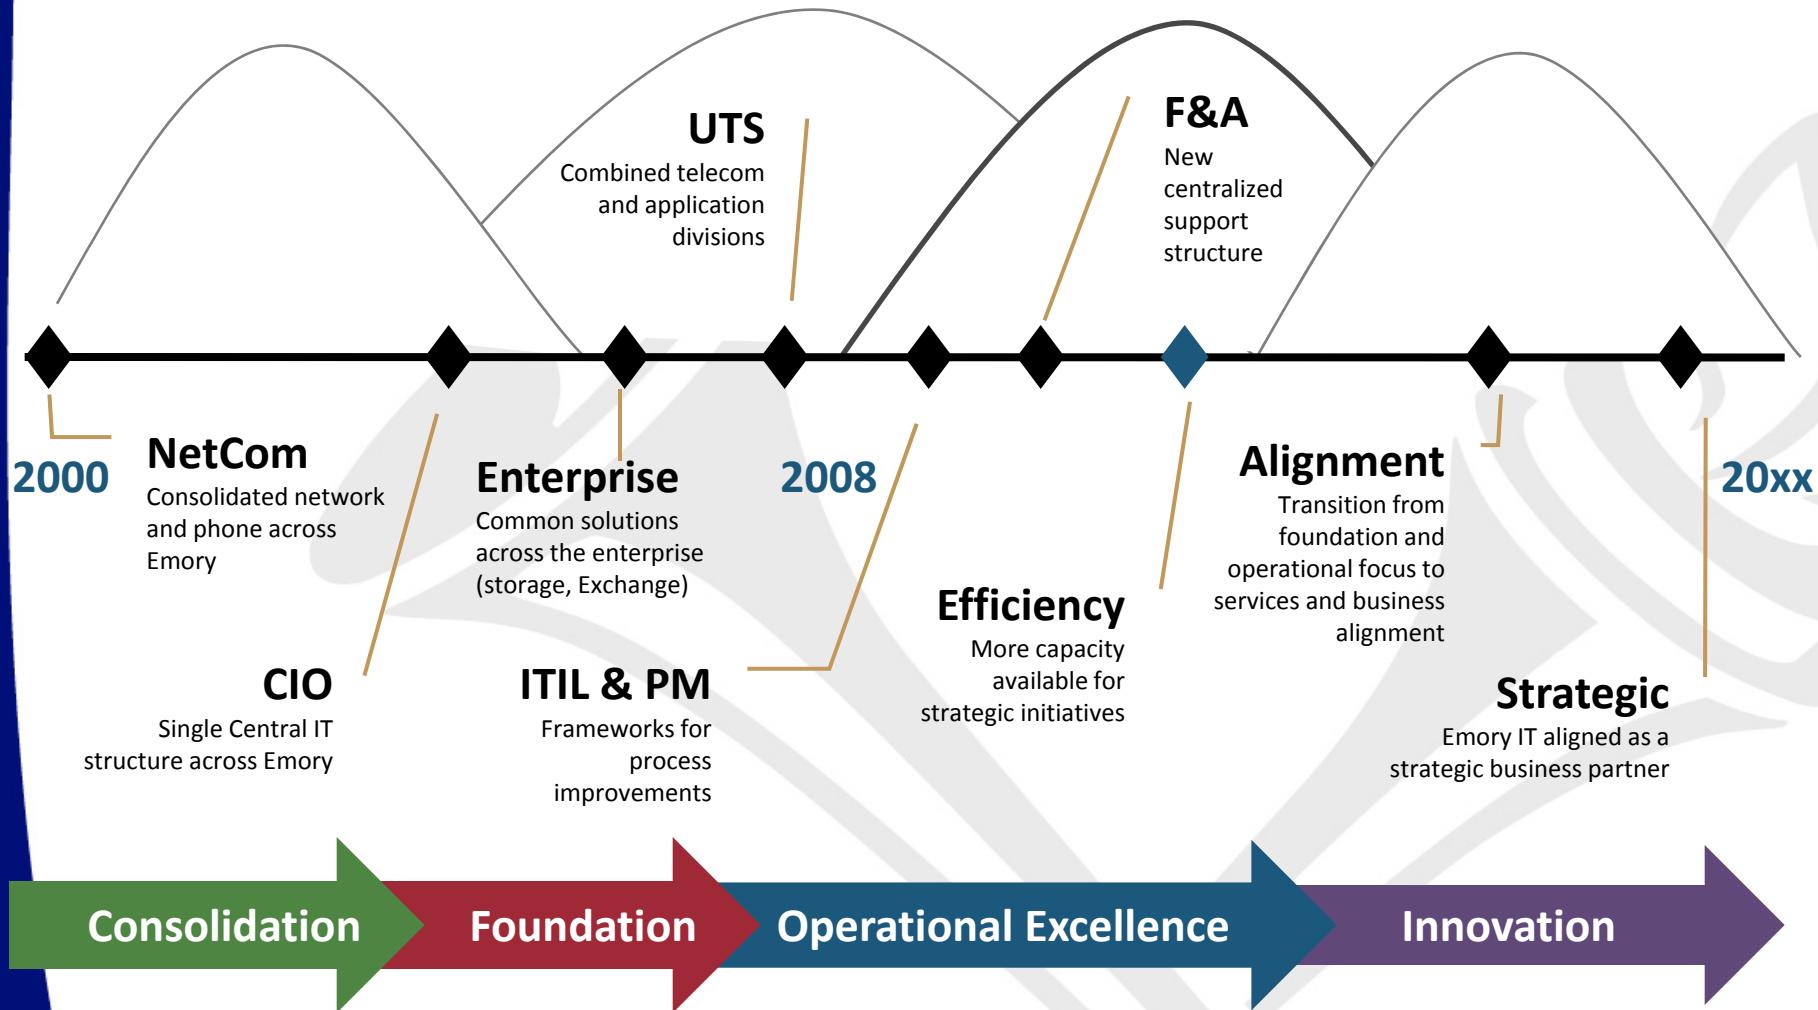 UTS
Combined telecom
and application
divisions
F&A
New
centralized
support
structure
2000
NetCom
Consolidated network
and phone across
Emory
CIO
Single Central IT
structure across Emory
Enterprise
Common solutions
across the enterprise
(storage, Exchange)
2008
ITIL & PM
Frameworks for
process
improvements
Efficiency
More capacity
available for
strategic initiatives
Alignment
Transition from
foundation and
operational focus to
services and business
alignment
20xx
Strategic
Emory IT aligned as a
strategic business partner
Consolidation
Foundation
Operational Excellence
Innovation